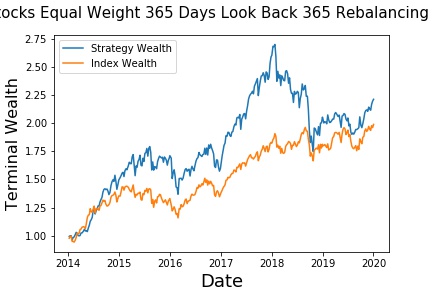 Equal Weight 365 Days Look Back 365 Rebalancing
2.75
2.50
2.25
2.00
1.75
1.50
1.25
1.00
Terminal Wealth
Strategy Wealth
Index Wealth
2014 2015 2016 2017 2018 2019 2020
Date